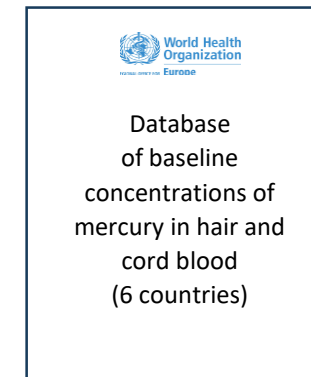 World Health
Organization
Europe
Database
of baseline
concentrations of
mercury in hair and
cord blood
(6 countries)